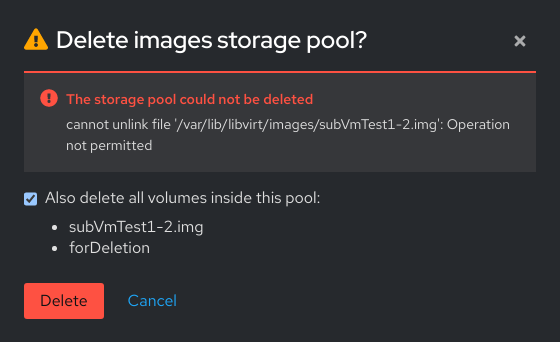 Delete images storage pool?
The storage pool could not be deleted
cannot unlink file '/var/lib/libvirt/images/subVmTest1-2.img': Operation
not permitted
Also delete all volumes inside this pool:
subVmTest1-2.img
forDeletion
Delete Cancel